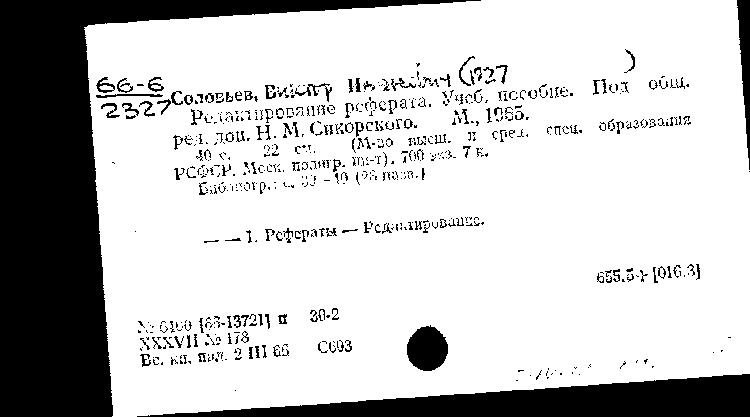 66-6
2327
Соловьев, Виктор Иванович (1927 )
Редактирование реферата. Учеб. пособие. Под общ.
ред. доц. Н. М. Сикорского. М., 1965.
40 с. 22 см. (М-во высш. и сред. спец. образования
РСФСР. Моск. полигр. ин-т). 700 экз. 7 к.
Библиогр.: с. 39-40 (26 назв.)
— — 1. Рефераты — Редактирование.
655.5+[016.3]
№ 6160 [66-13721] п 30-2
XXXVII № 178
Вс. кн. пал. 2 III 66 С693